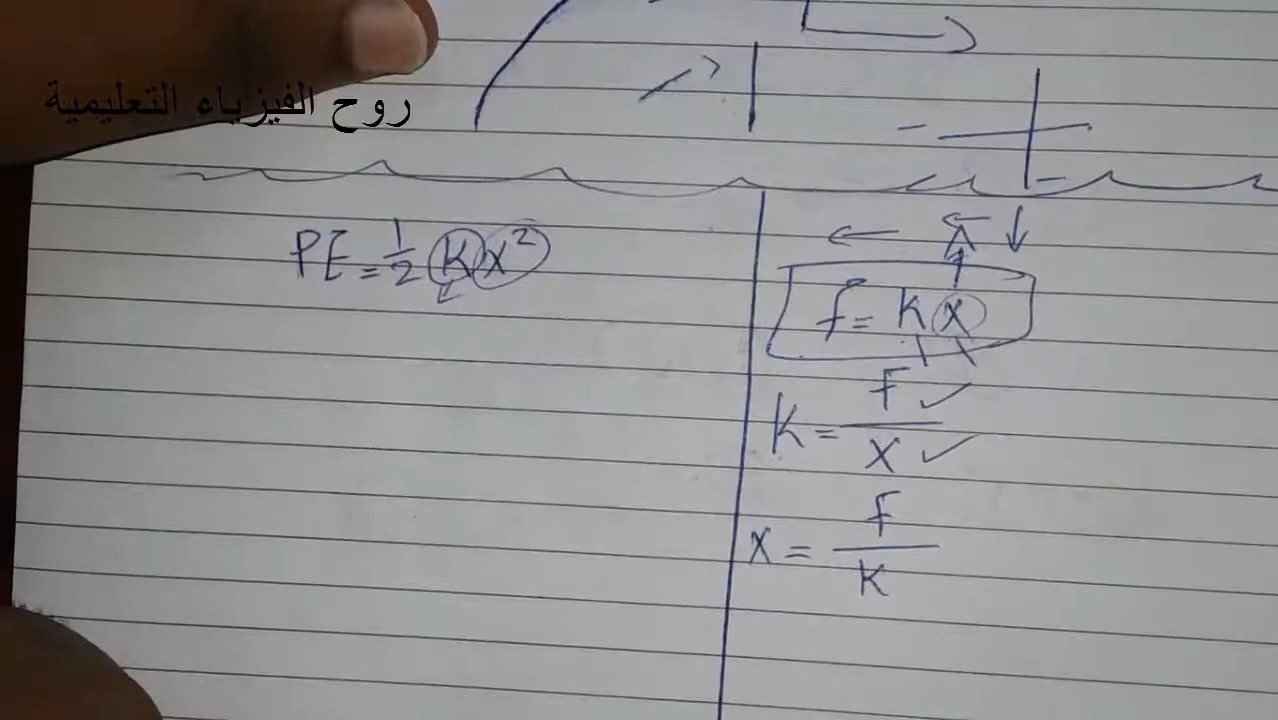 روح الفيزياء التعليمية
PE = 1/2 k x²
f = k x
k = f/x
x = f/k